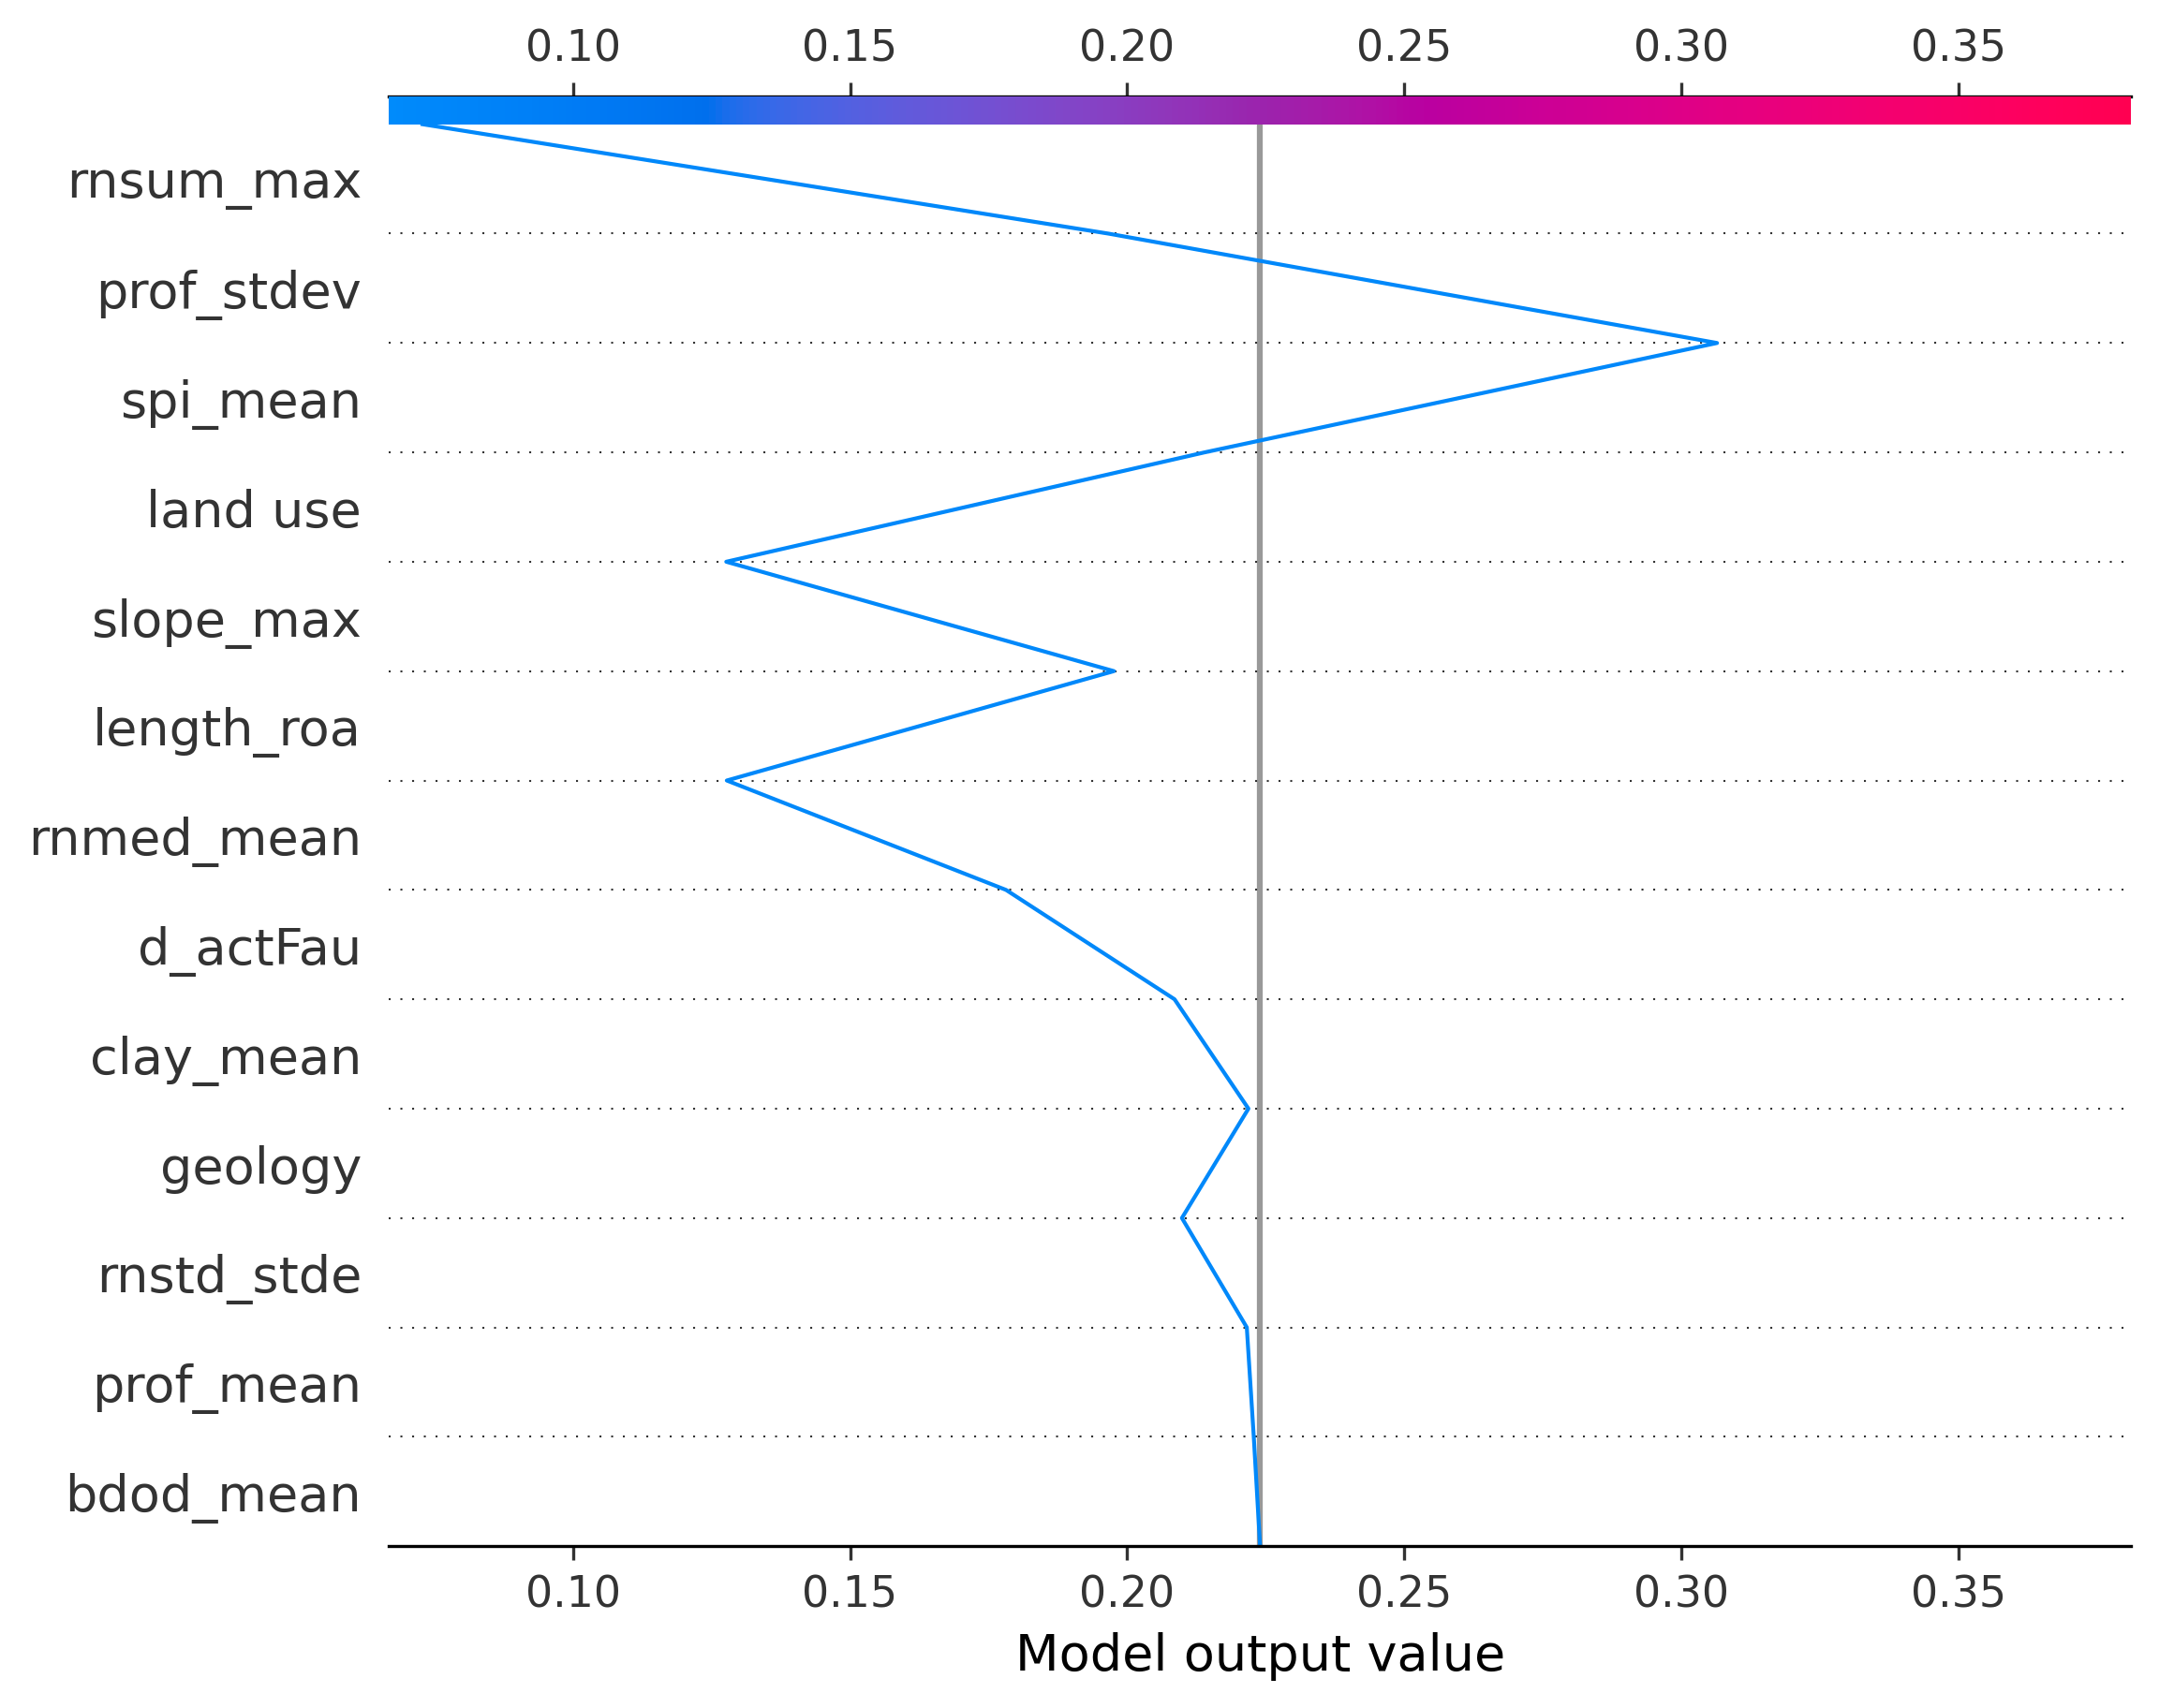 0.10 0.15 0.20 0.25 0.30 0.35
rnsum_max
prof_stdev
spi_mean
land use
slope_max
length_roa
rnmed_mean
d_actFau
clay_mean
geology
rnstd_stde
prof_mean
bdod_mean
0.10 0.15 0.20 0.25 0.30 0.35
Model output value